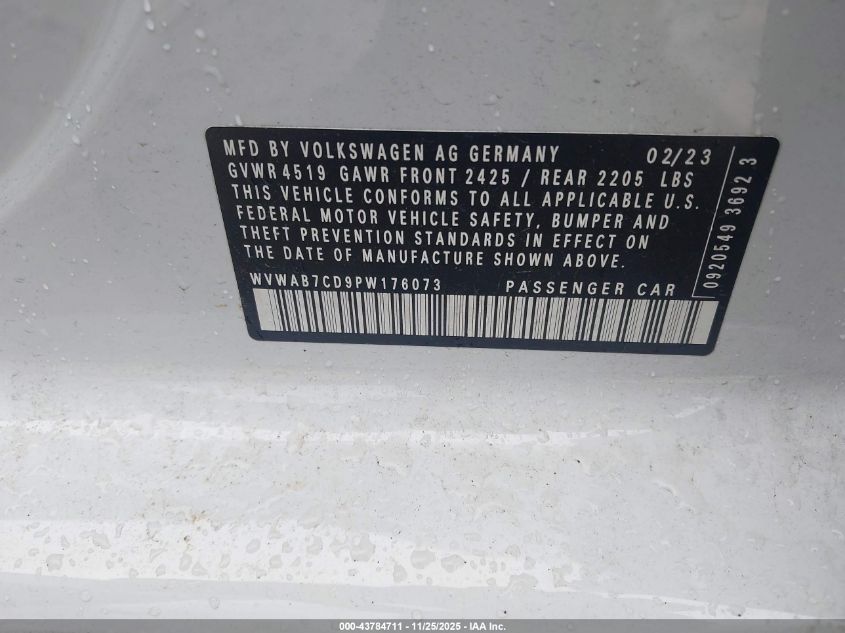 MFD BY VOLKSWAGEN AG GERMANY 02/23
GVWR 4519 GAWR FRONT 2425 / REAR 2205 LBS
THIS VEHICLE CONFORMS TO ALL APPLICABLE U.S.
FEDERAL MOTOR VEHICLE SAFETY, BUMPER AND
THEFT PREVENTION STANDARDS IN EFFECT ON
THE DATE OF MANUFACTURE SHOWN ABOVE.
WVWAB7CD9PW176073 PASSENGER CAR
0920549 36923
000-43784711 - 11/25/2025 - IAA Inc.